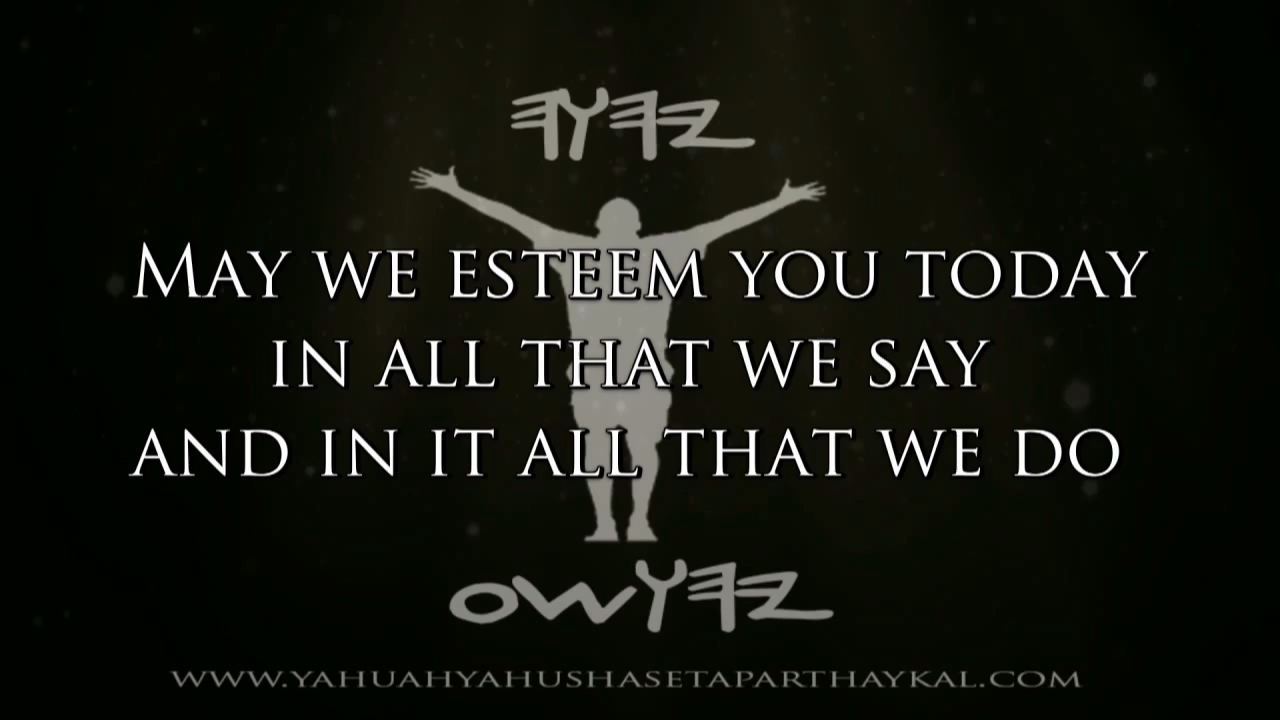 𐤉𐤄𐤅𐤄
MAY WE ESTEEM YOU TODAY
IN ALL THAT WE SAY
AND IN IT ALL THAT WE DO
𐤉𐤄𐤅𐤔𐤏
WWW.YAHUAHYAHUSHASETAPARTHAYKAL.COM